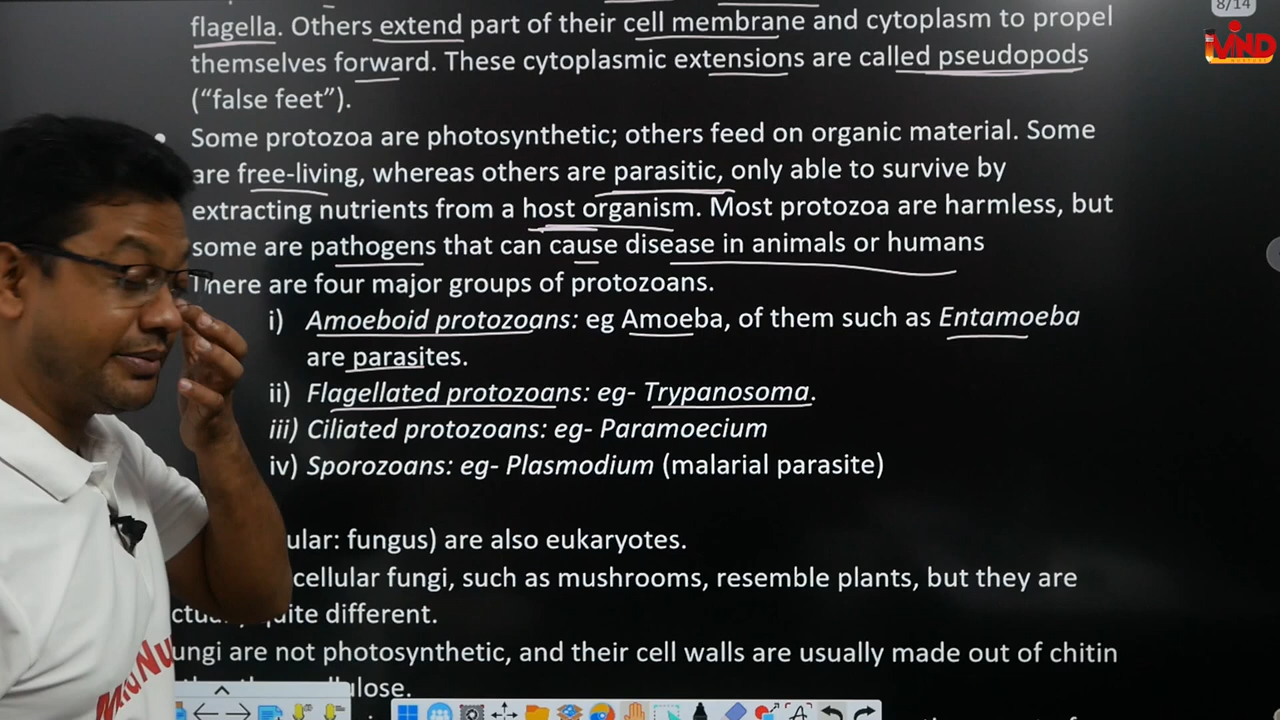 8/14
MIND
flagella. Others extend part of their cell membrane and cytoplasm to propel
themselves forward. These cytoplasmic extensions are called pseudopods
(“false feet”).
• Some protozoa are photosynthetic; others feed on organic material. Some
are free-living, whereas others are parasitic, only able to survive by
extracting nutrients from a host organism. Most protozoa are harmless, but
some are pathogens that can cause disease in animals or humans
There are four major groups of protozoans.
i) Amoeboid protozoans: eg Amoeba, of them such as Entamoeba
are parasites.
ii) Flagellated protozoans: eg- Trypanosoma.
iii) Ciliated protozoans: eg- Paramoecium
iv) Sporozoans: eg- Plasmodium (malarial parasite)
ular: fungus) are also eukaryotes.
cellular fungi, such as mushrooms, resemble plants, but they are
quite different.
ungi are not photosynthetic, and their cell walls are usually made out of chitin
ulose.